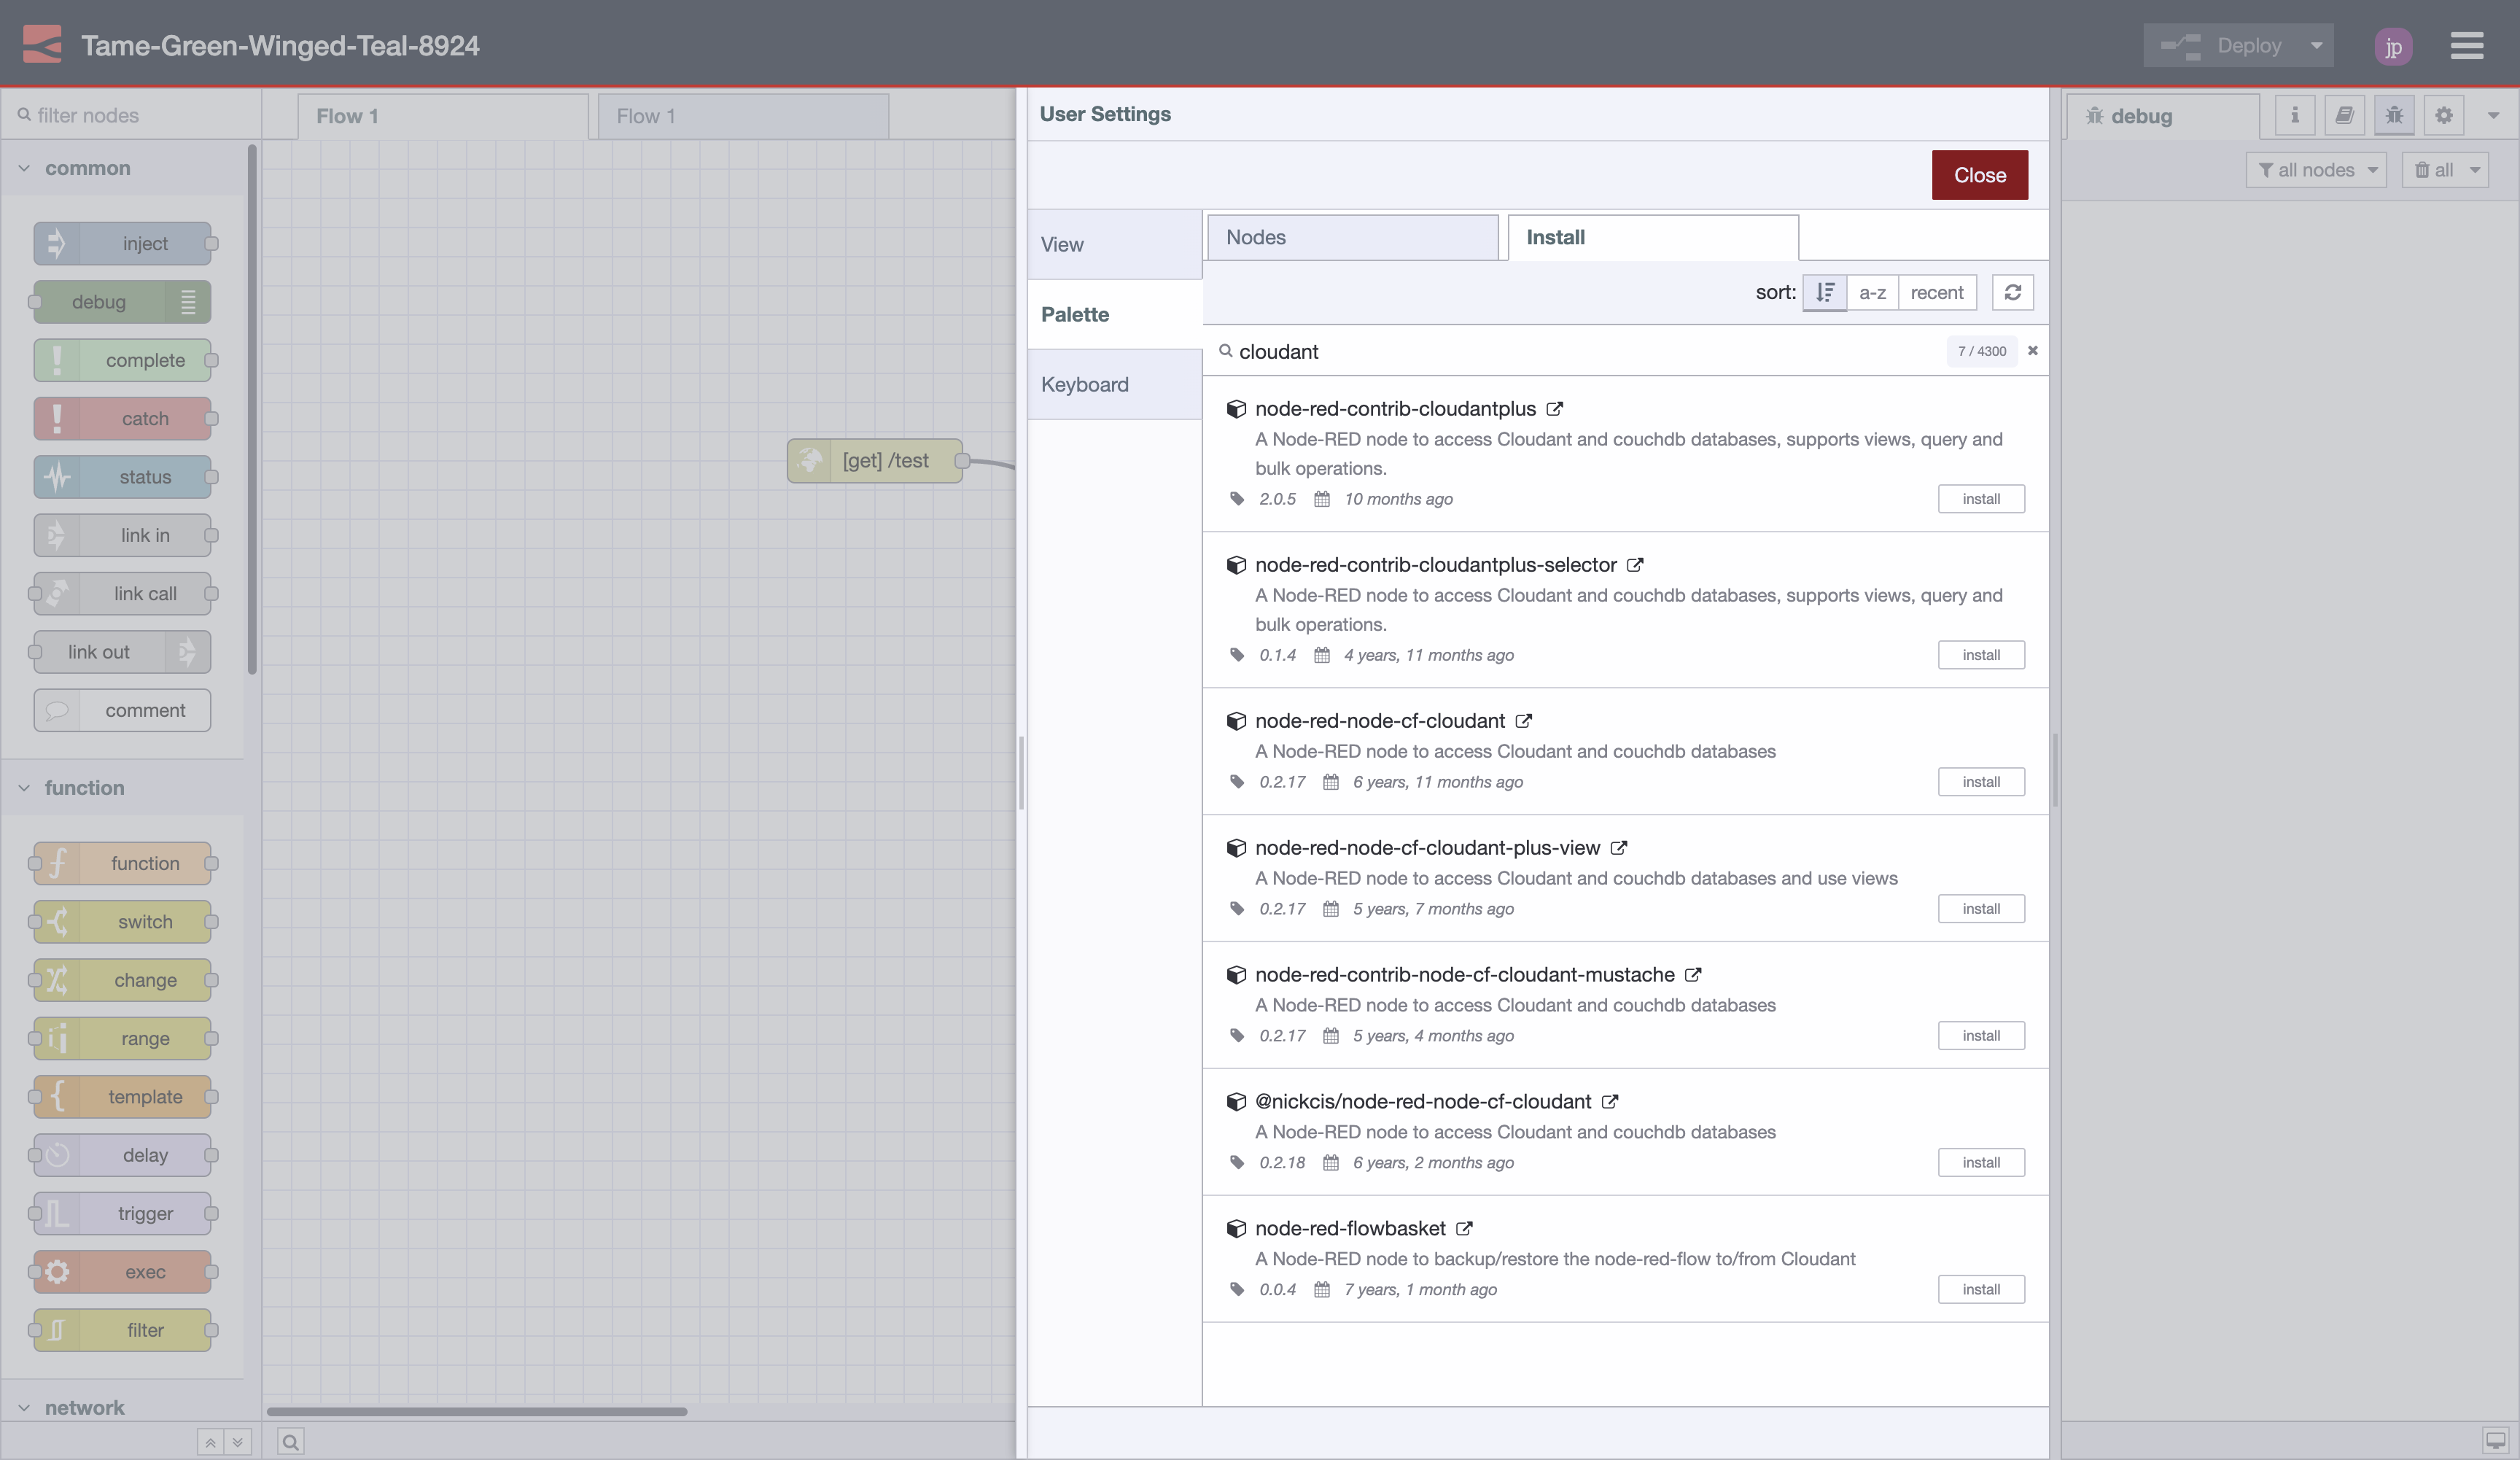 Tame-Green-Winged-Teal-8924
Deploy
jp
filter nodes
Flow 1
Flow 1
User Settings
debug
i
all nodes
all
Close
common
inject
debug
complete
catch
status
link in
link call
link out
comment
function
function
switch
change
range
template
delay
trigger
exec
filter
network
[get] /test
View
Palette
Keyboard
Nodes
Install
sort:
a-z
recent
cloudant
7 / 4300
node-red-contrib-cloudantplus
A Node-RED node to access Cloudant and couchdb databases, supports views, query and
bulk operations.
2.0.5 10 months ago
install
node-red-contrib-cloudantplus-selector
A Node-RED node to access Cloudant and couchdb databases, supports views, query and
bulk operations.
0.1.4 4 years, 11 months ago
install
node-red-node-cf-cloudant
A Node-RED node to access Cloudant and couchdb databases
0.2.17 6 years, 11 months ago
install
node-red-node-cf-cloudant-plus-view
A Node-RED node to access Cloudant and couchdb databases and use views
0.2.17 5 years, 7 months ago
install
node-red-contrib-node-cf-cloudant-mustache
A Node-RED node to access Cloudant and couchdb databases
0.2.17 5 years, 4 months ago
install
@nickcis/node-red-node-cf-cloudant
A Node-RED node to access Cloudant and couchdb databases
0.2.18 6 years, 2 months ago
install
node-red-flowbasket
A Node-RED node to backup/restore the node-red-flow to/from Cloudant
0.0.4 7 years, 1 month ago
install